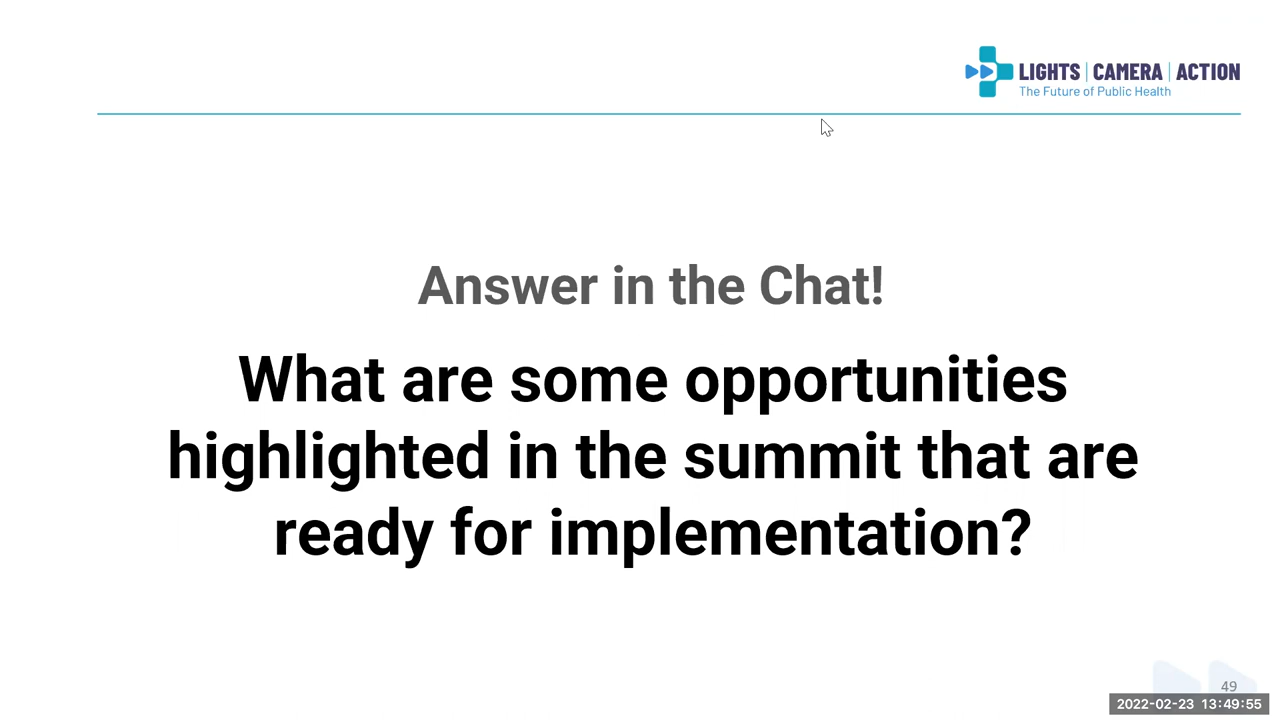 LIGHTS | CAMERA | ACTION
The Future of Public Health
Answer in the Chat!
What are some opportunities
highlighted in the summit that are
ready for implementation?
49
2022-02-23 13:49:55